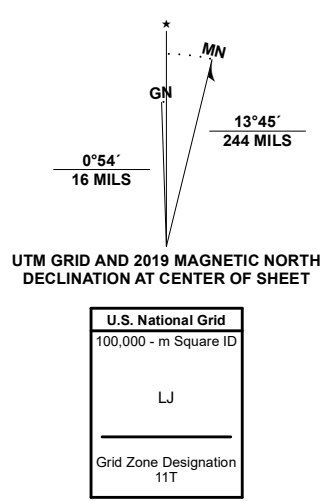 ★
MN
GN
13°45´
244 MILS
0°54´
16 MILS
UTM GRID AND 2019 MAGNETIC NORTH
DECLINATION AT CENTER OF SHEET
U.S. National Grid
100,000 - m Square ID
LJ
Grid Zone Designation
11T